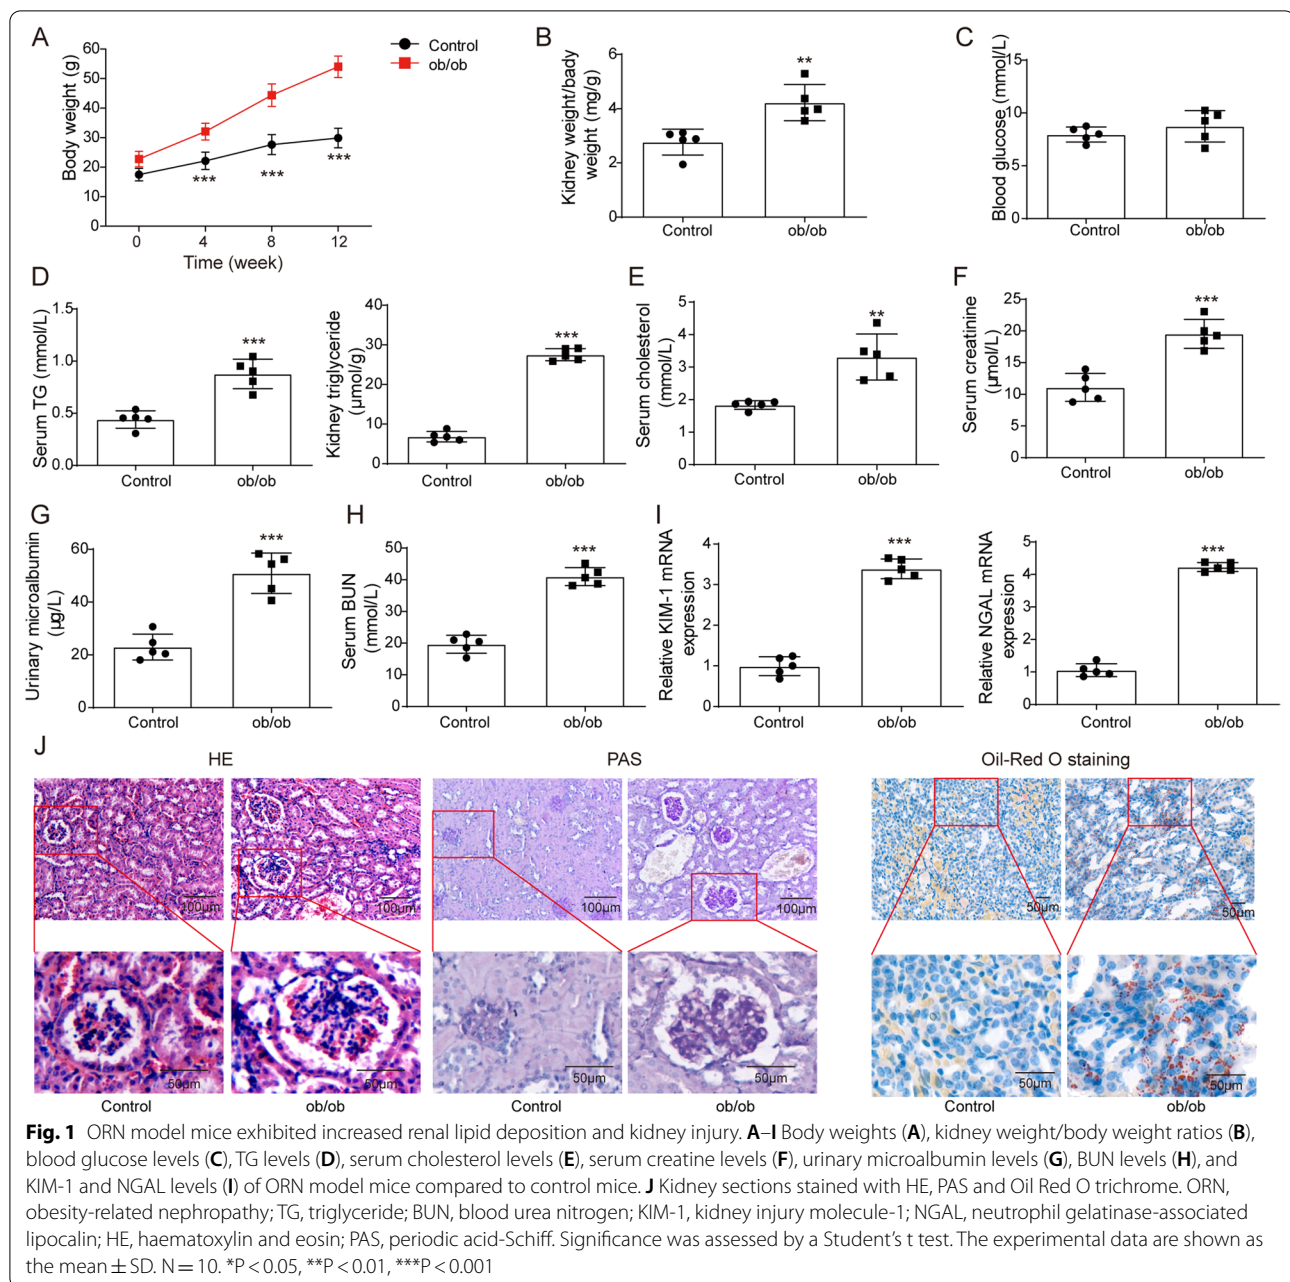 A
Body weight (g)
60
50
40
30
20
10
0
*** *** ***
0 4 8 12
Time (week)
Control
ob/ob
B
Kidney weight/bady
weight (mg/g)
6
4
2
0
**
Control ob/ob
C
Blood glucose (mmol/L)
15
10
5
0
Control ob/ob
D
Serum TG (mmol/L)
1.5
1.0
0.5
0.0
***
Control ob/ob
Kidney triglyceride
(μmol/g)
40
30
20
10
0
***
Control ob/ob
E
Serum cholesterol
(mmol/L)
5
4
3
2
1
0
**
Control ob/ob
F
Serum creatinine
(μmol/L)
25
20
15
10
5
0
***
Control ob/ob
G
Urinary microalbumin
(μg/L)
60
40
20
0
***
Control ob/ob
H
Serum BUN
(mmol/L)
50
40
30
20
10
0
***
Control ob/ob
I
Relative KIM-1 mRNA
expression
4
3
2
1
0
***
Control ob/ob
Relative NGAL mRNA
expression
5
4
3
2
1
0
***
Control ob/ob
J
HE PAS Oil-Red O staining
100μm 100μm 100μm 100μm 50μm 50μm
50μm 50μm 50μm 50μm 50μm 50μm
Control ob/ob Control ob/ob Control ob/ob
Fig. 1 ORN model mice exhibited increased renal lipid deposition and kidney injury. A–I Body weights (A), kidney weight/body weight ratios (B),
blood glucose levels (C), TG levels (D), serum cholesterol levels (E), serum creatine levels (F), urinary microalbumin levels (G), BUN levels (H), and
KIM-1 and NGAL levels (I) of ORN model mice compared to control mice. J Kidney sections stained with HE, PAS and Oil Red O trichrome. ORN,
obesity-related nephropathy; TG, triglyceride; BUN, blood urea nitrogen; KIM-1, kidney injury molecule-1; NGAL, neutrophil gelatinase-associated
lipocalin; HE, haematoxylin and eosin; PAS, periodic acid-Schiff. Significance was assessed by a Student's t test. The experimental data are shown as
the mean ± SD. N = 10. *P < 0.05, **P < 0.01, ***P < 0.001